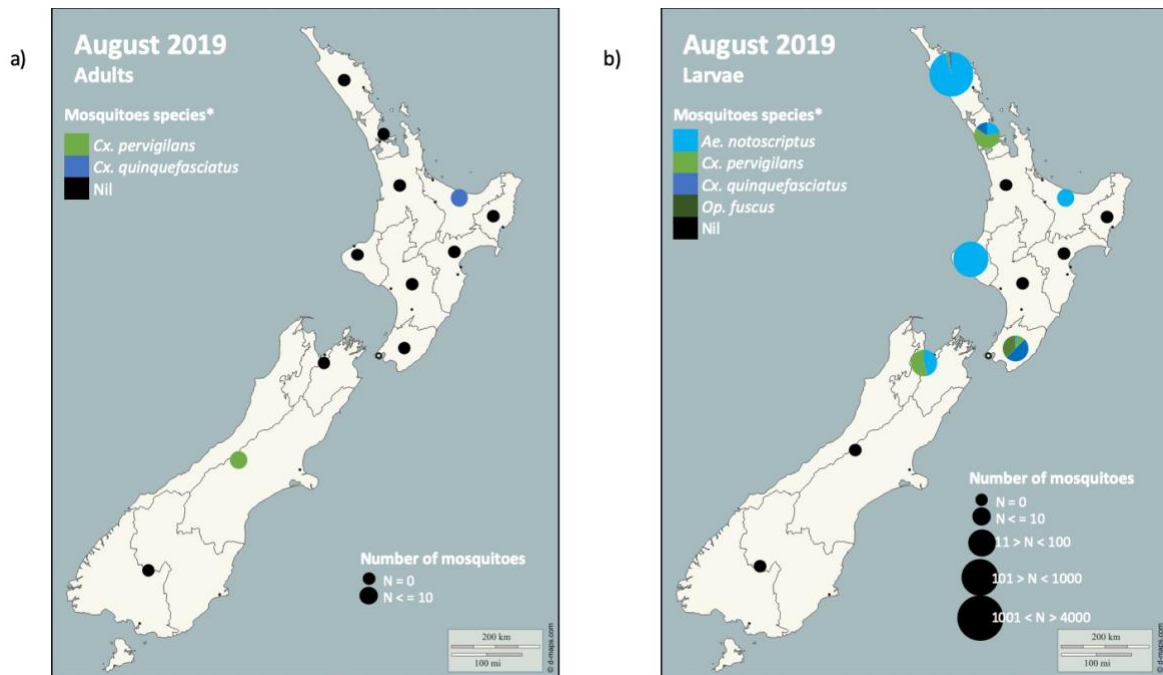 a)
August 2019
Adults
Mosquitoes species*
Cx. pervigilans
Cx. quinquefasciatus
Nil
Number of mosquitoes
N = 0
N < = 10
200 km
100 mi
© d-maps.com
b)
August 2019
Larvae
Mosquitoes species*
Ae. notoscriptus
Cx. pervigilans
Cx. quinquefasciatus
Op. fuscus
Nil
Number of mosquitoes
N = 0
N < = 10
11 > N < 100
101 > N < 1000
1001 < N > 4000
200 km
100 mi
© d-maps.com